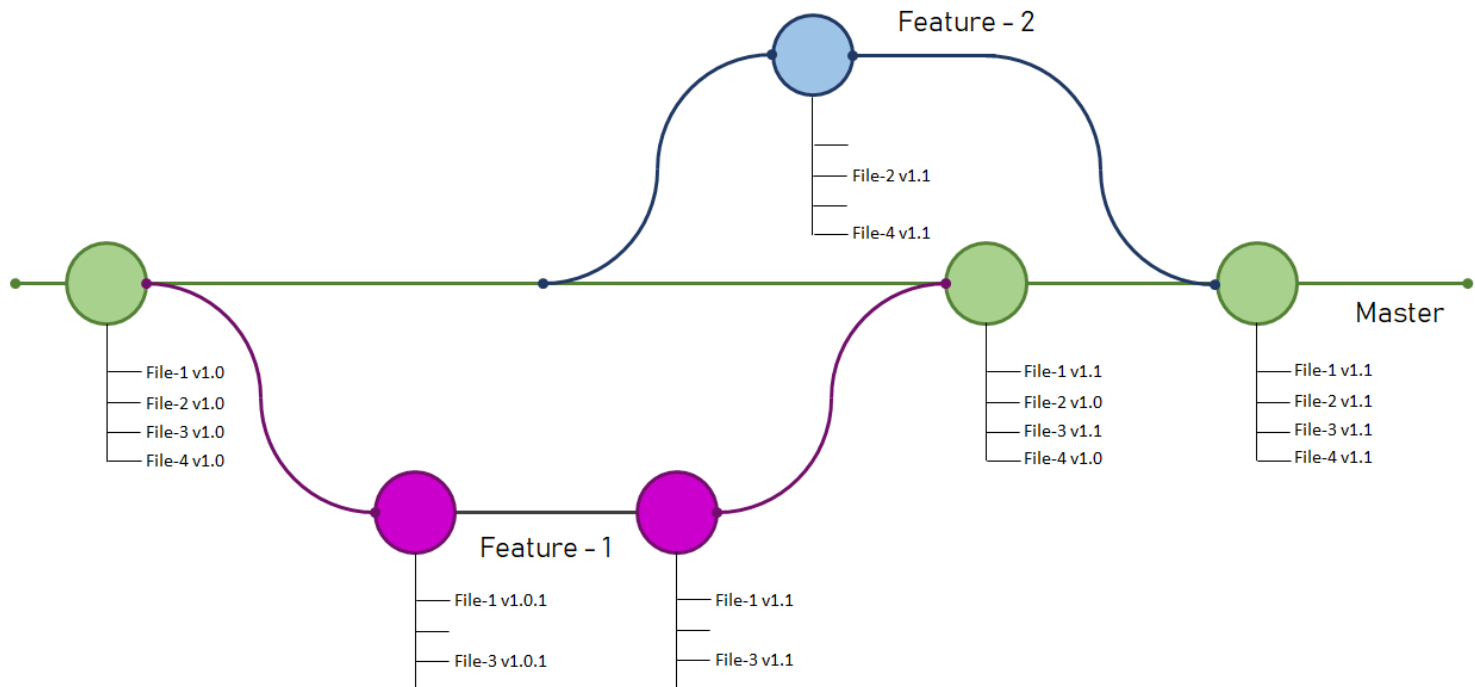 Feature - 2
File-2 v1.1
File-4 v1.1
Master
File-1 v1.0
File-2 v1.0
File-3 v1.0
File-4 v1.0
File-1 v1.1
File-2 v1.0
File-3 v1.1
File-4 v1.0
File-1 v1.1
File-2 v1.1
File-3 v1.1
File-4 v1.1
Feature - 1
File-1 v1.0.1
File-3 v1.0.1
File-1 v1.1
File-3 v1.1